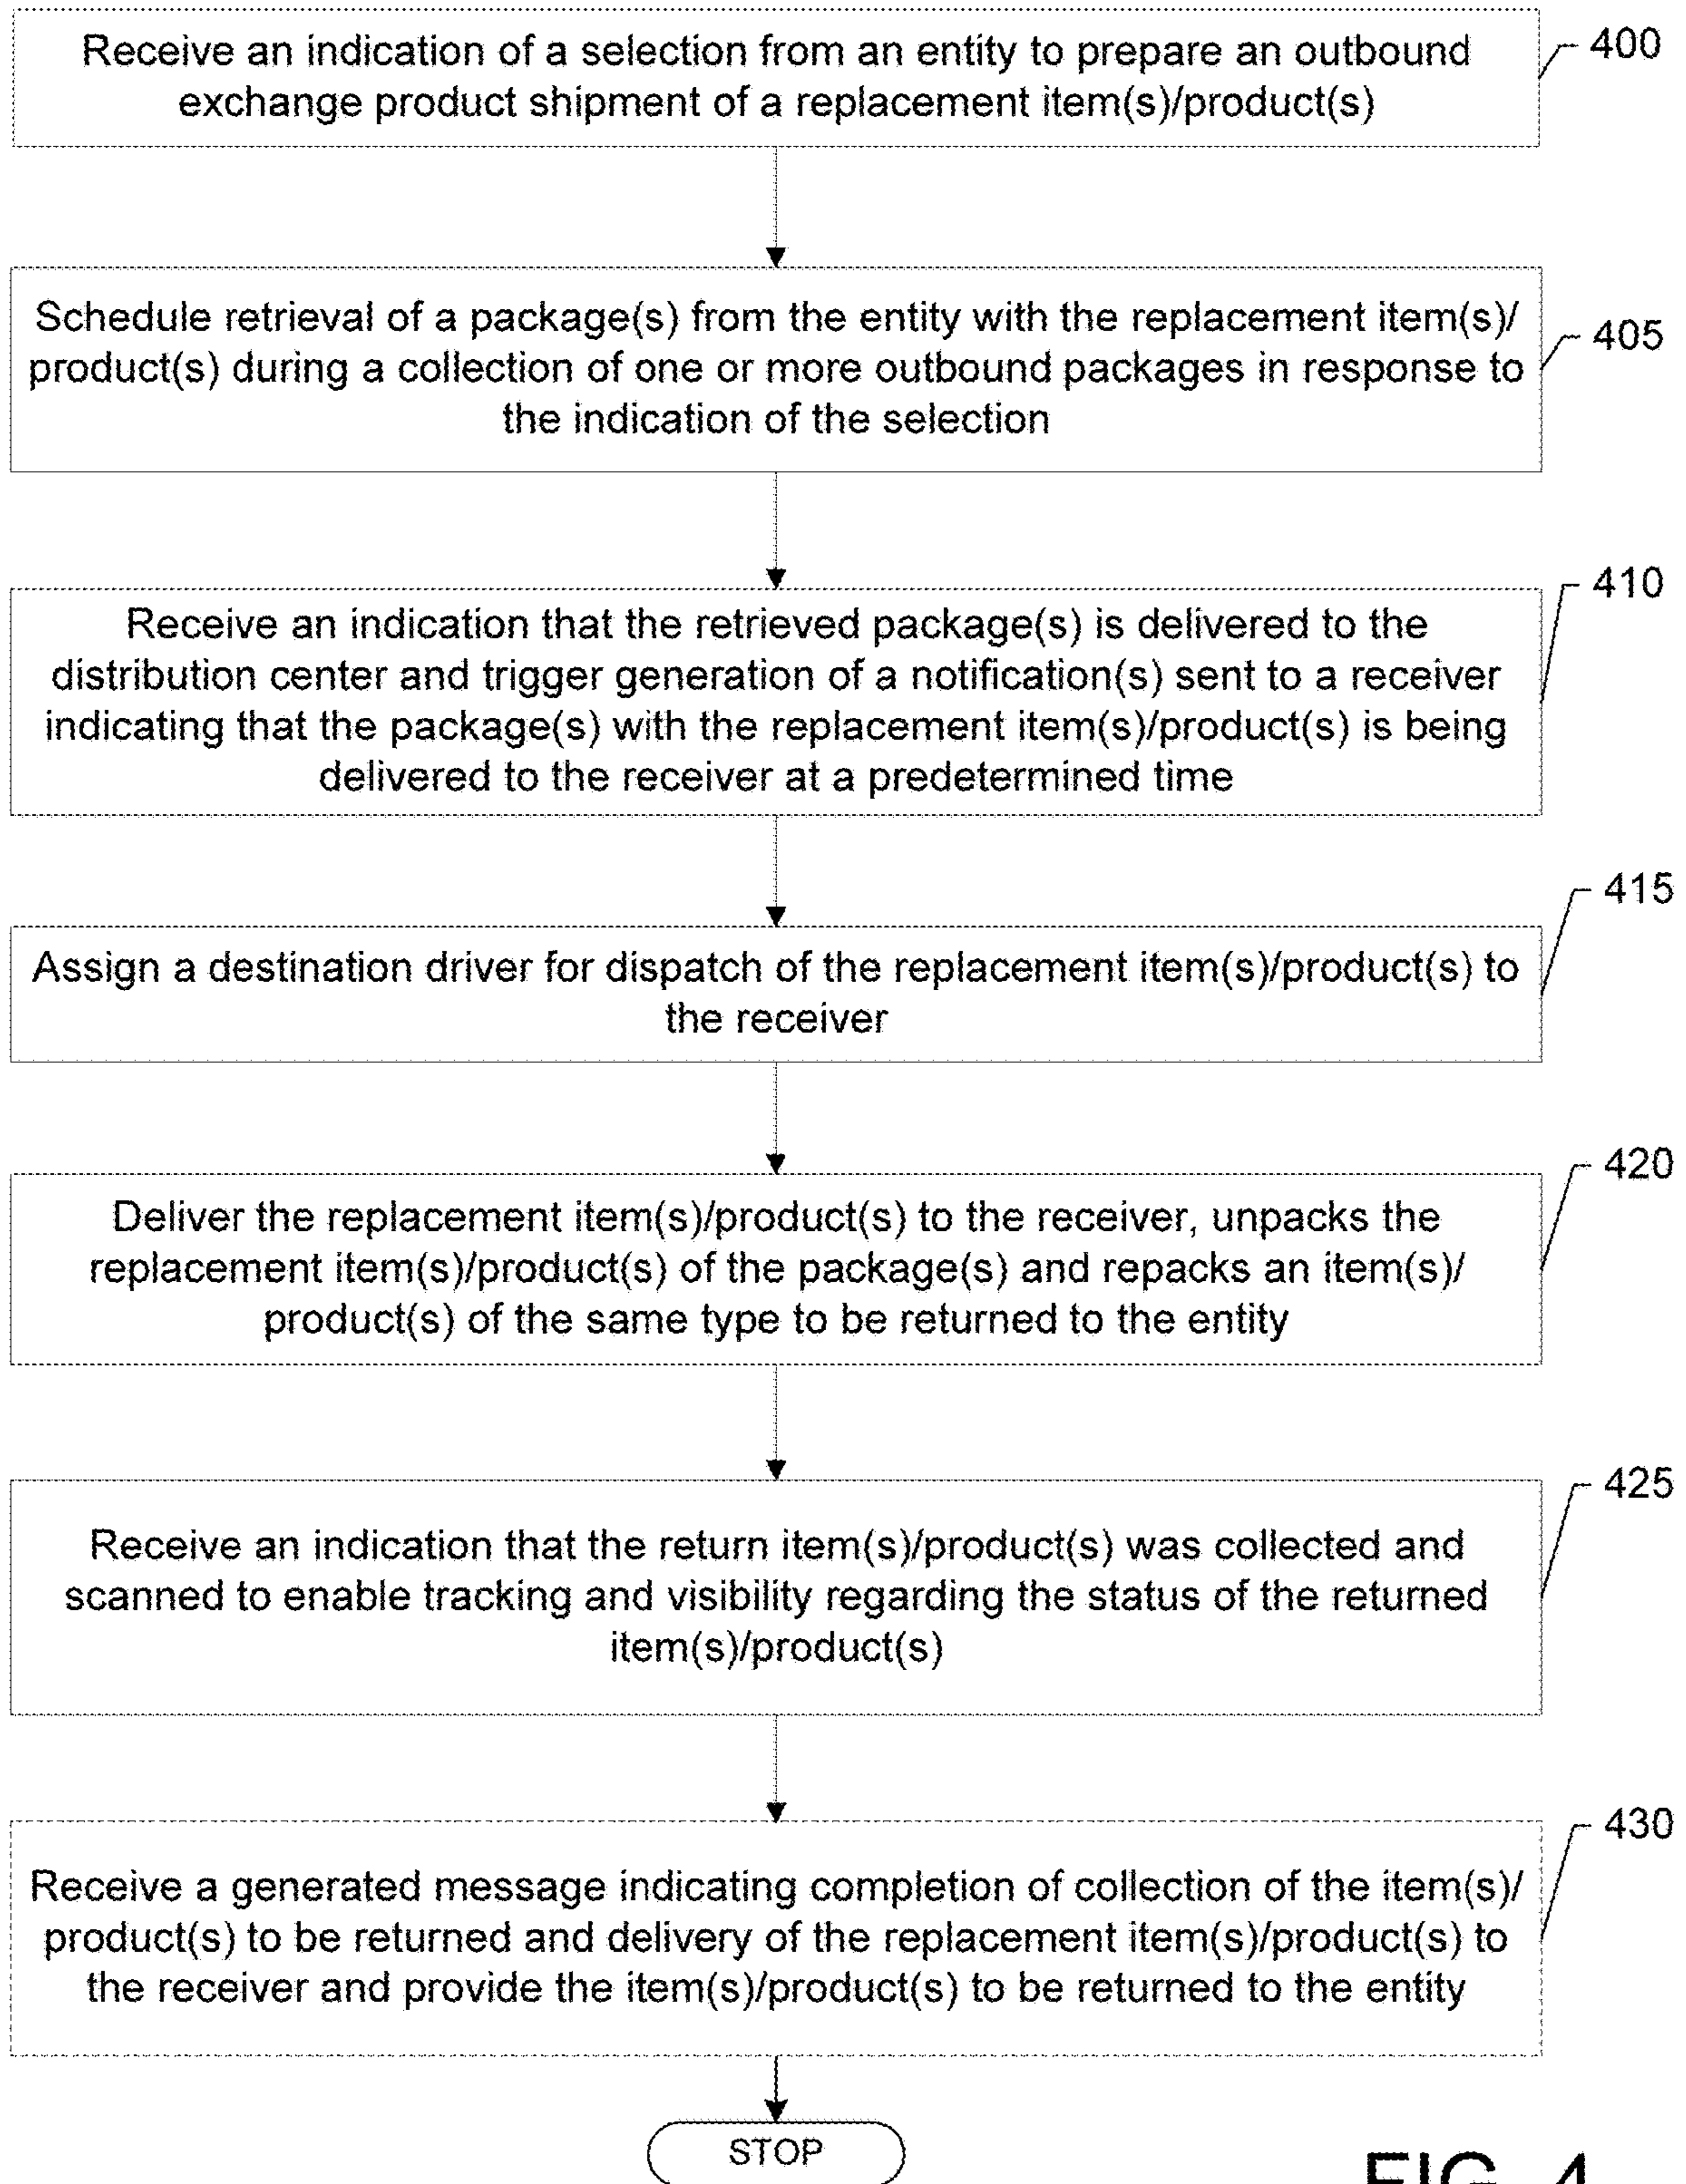 Receive an indication of a selection from an entity to prepare an outbound
exchange product shipment of a replacement item(s)/product(s)
400
Schedule retrieval of a package(s) from the entity with the replacement item(s)/
product(s) during a collection of one or more outbound packages in response to
the indication of the selection
405
Receive an indication that the retrieved package(s) is delivered to the
distribution center and trigger generation of a notification(s) sent to a receiver
indicating that the package(s) with the replacement item(s)/product(s) is being
delivered to the receiver at a predetermined time
410
Assign a destination driver for dispatch of the replacement item(s)/product(s) to
the receiver
415
Deliver the replacement item(s)/product(s) to the receiver, unpacks the
replacement item(s)/product(s) of the package(s) and repacks an item(s)/
product(s) of the same type to be returned to the entity
420
Receive an indication that the return item(s)/product(s) was collected and
scanned to enable tracking and visibility regarding the status of the returned
item(s)/product(s)
425
Receive a generated message indicating completion of collection of the item(s)/
product(s) to be returned and delivery of the replacement item(s)/product(s) to
the receiver and provide the item(s)/product(s) to be returned to the entity
430
STOP
FIG. 4